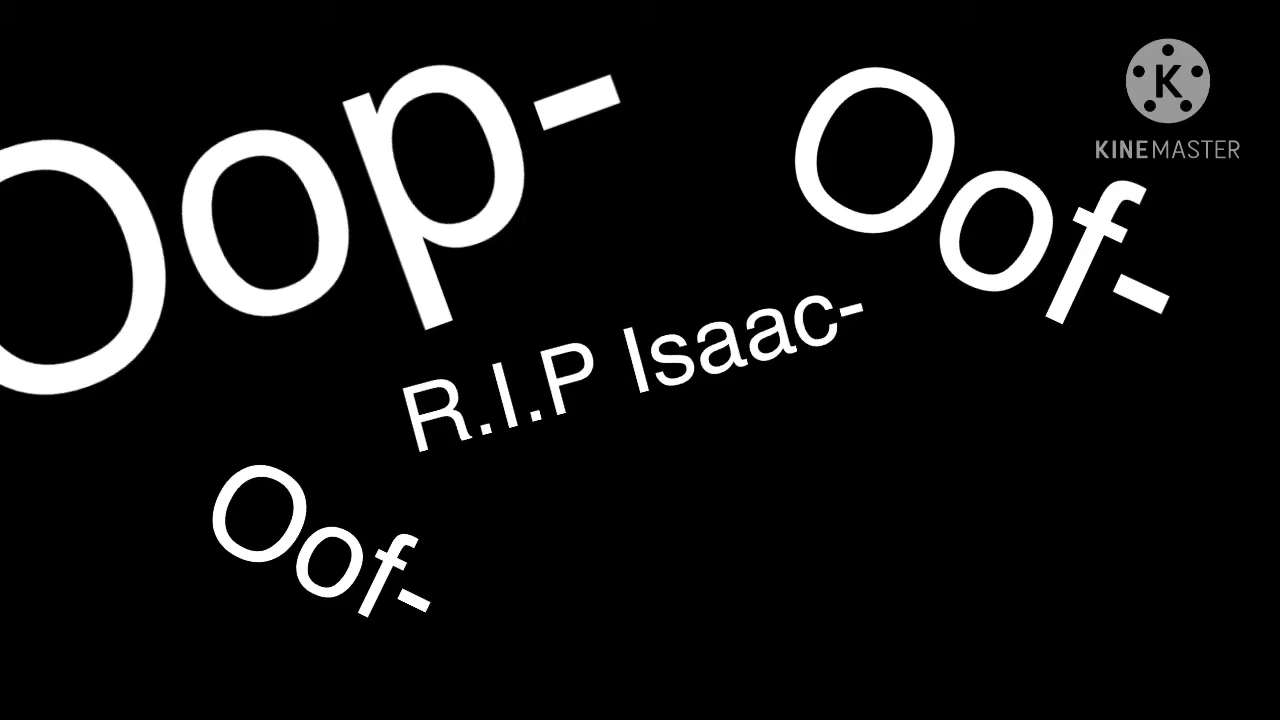 Oop-
Oof-
KINEMASTER
R.I.P Isaac-
Oof-